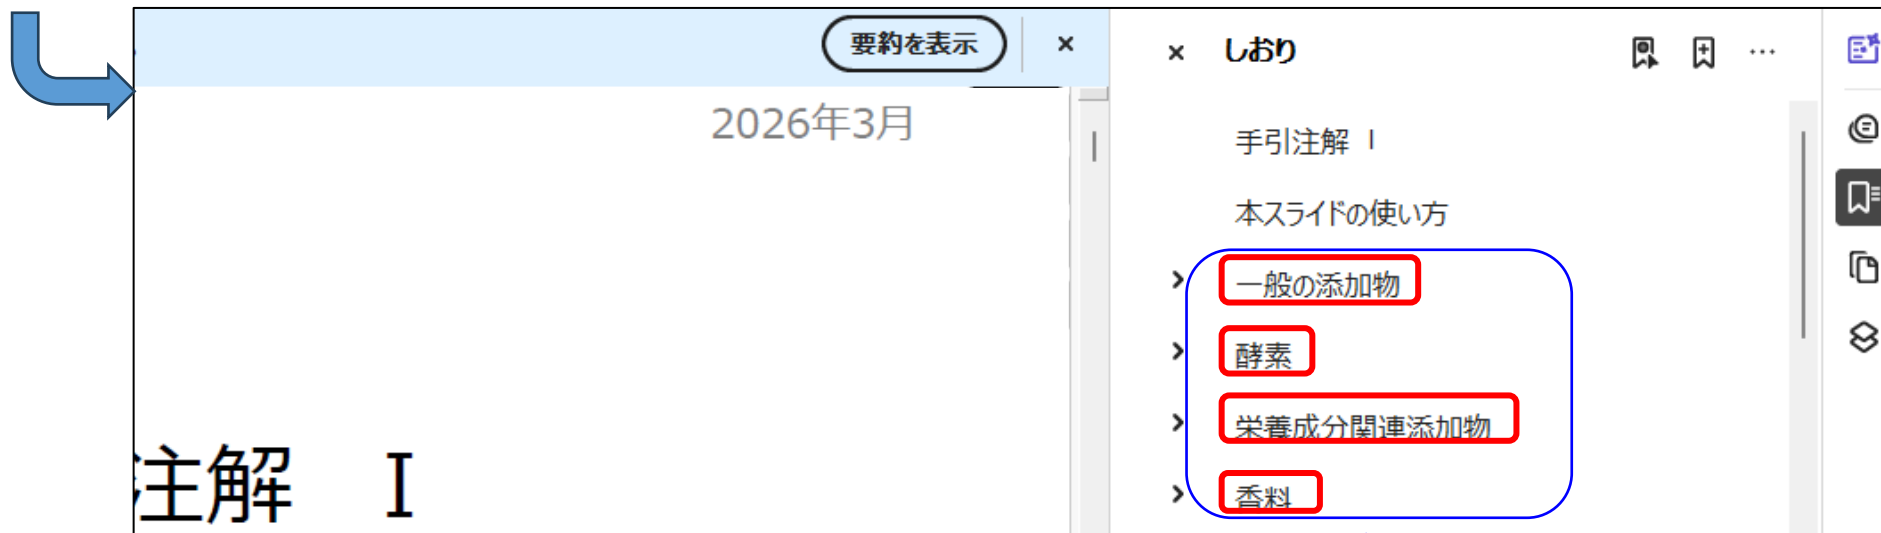 要約を表示
2026年3月
注解 I
しおり
手引注解 I
本スライドの使い方
一般の添加物
酵素
栄養成分関連添加物
香料